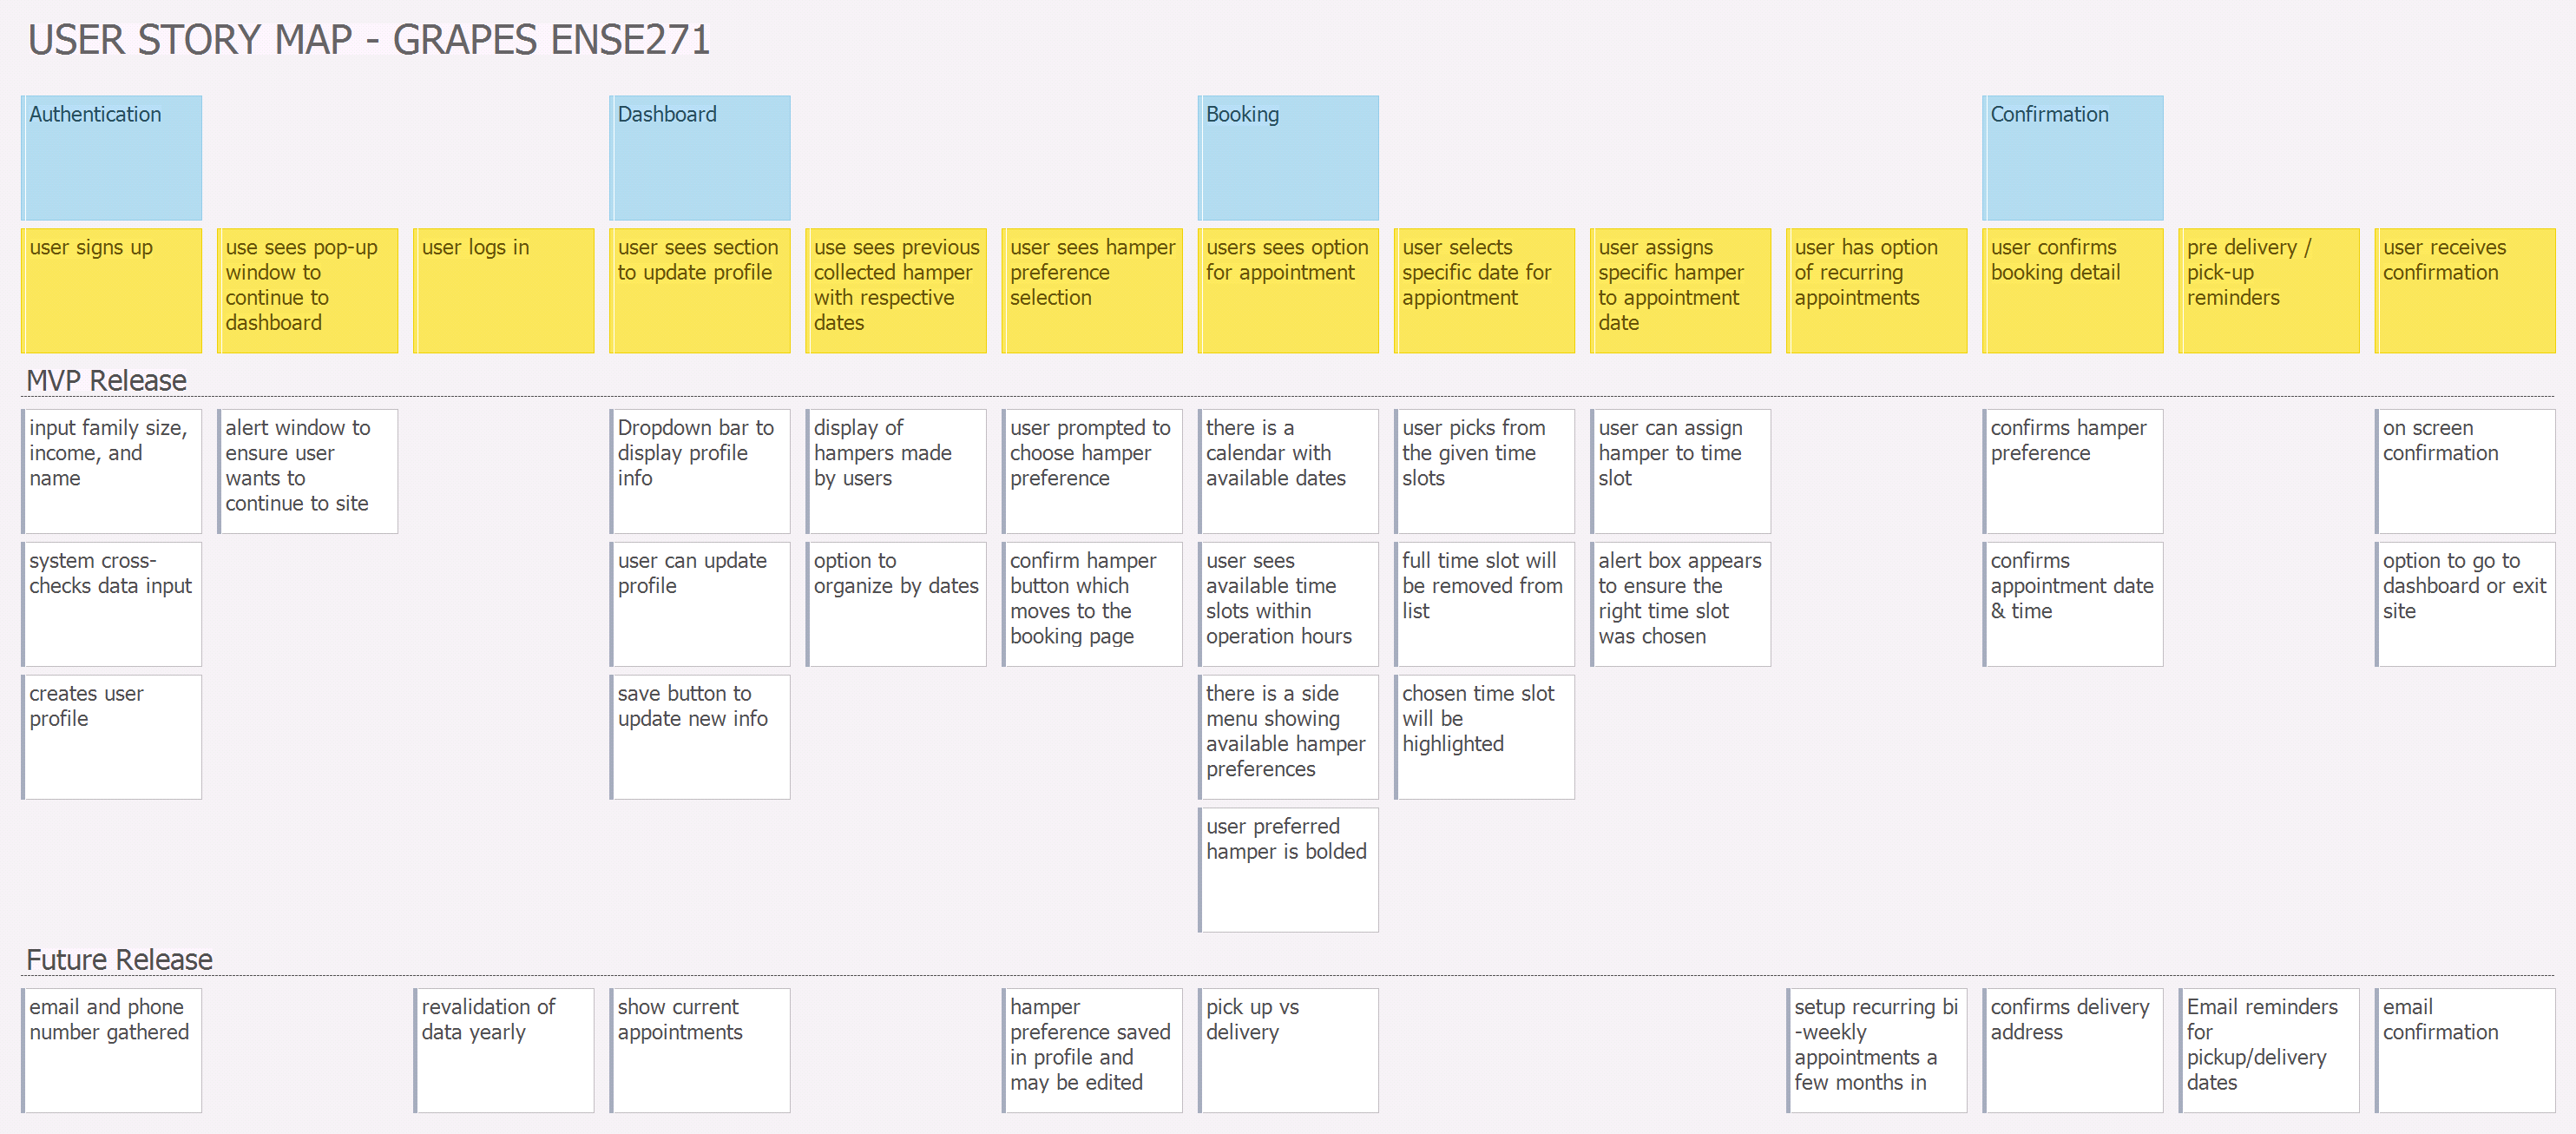 USER STORY MAP - GRAPES ENSE271
Authentication
Dashboard
Booking
Confirmation
user signs up
use sees pop-up
window to
continue to
dashboard
user logs in
user sees section
to update profile
use sees previous
collected hamper
with respective
dates
user sees hamper
preference
selection
users sees option
for appointment
user selects
specific date for
appiontment
user assigns
specific hamper
to appointment
date
user has option
of recurring
appointments
user confirms
booking detail
pre delivery /
pick-up
reminders
user receives
confirmation
MVP Release
input family size,
income, and
name
alert window to
ensure user
wants to
continue to site
Dropdown bar to
display profile
info
display of
hampers made
by users
user prompted to
choose hamper
preference
there is a
calendar with
available dates
user picks from
the given time
slots
user can assign
hamper to time
slot
confirms hamper
preference
on screen
confirmation
system cross-
checks data input
user can update
profile
option to
organize by dates
confirm hamper
button which
moves to the
booking page
user sees
available time
slots within
operation hours
full time slot will
be removed from
list
alert box appears
to ensure the
right time slot
was chosen
confirms
appointment date
& time
option to go to
dashboard or exit
site
creates user
profile
save button to
update new info
there is a side
menu showing
available hamper
preferences
chosen time slot
will be
highlighted
user preferred
hamper is bolded
Future Release
email and phone
number gathered
revalidation of
data yearly
show current
appointments
hamper
preference saved
in profile and
may be edited
pick up vs
delivery
setup recurring bi
-weekly
appointments a
few months in
confirms delivery
address
Email reminders
for
pickup/delivery
dates
email
confirmation